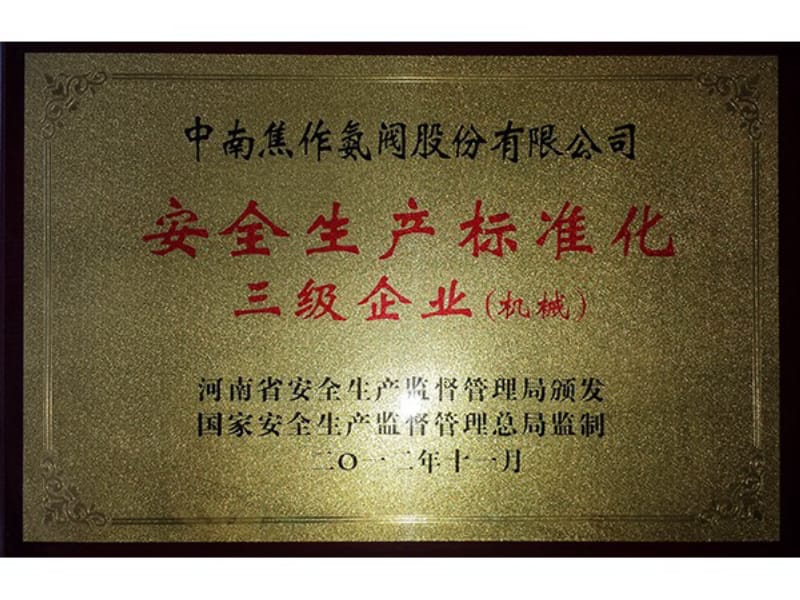 中南焦作氨阀股份有限公司
安全生产标准化
三级企业(机械)
河南省安全生产监督管理局颁发
国家安全生产监督管理总局监制
二〇一二年十一月